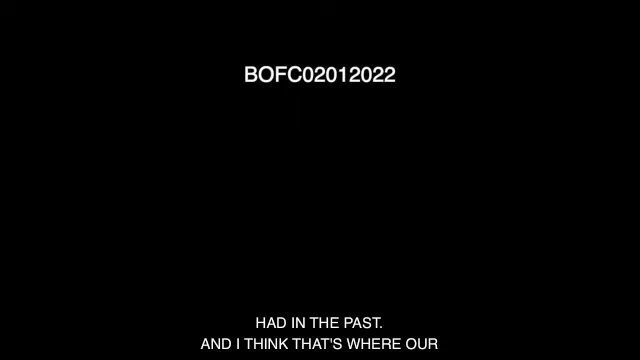 BOFC02012022
HAD IN THE PAST.
AND I THINK THAT'S WHERE OUR